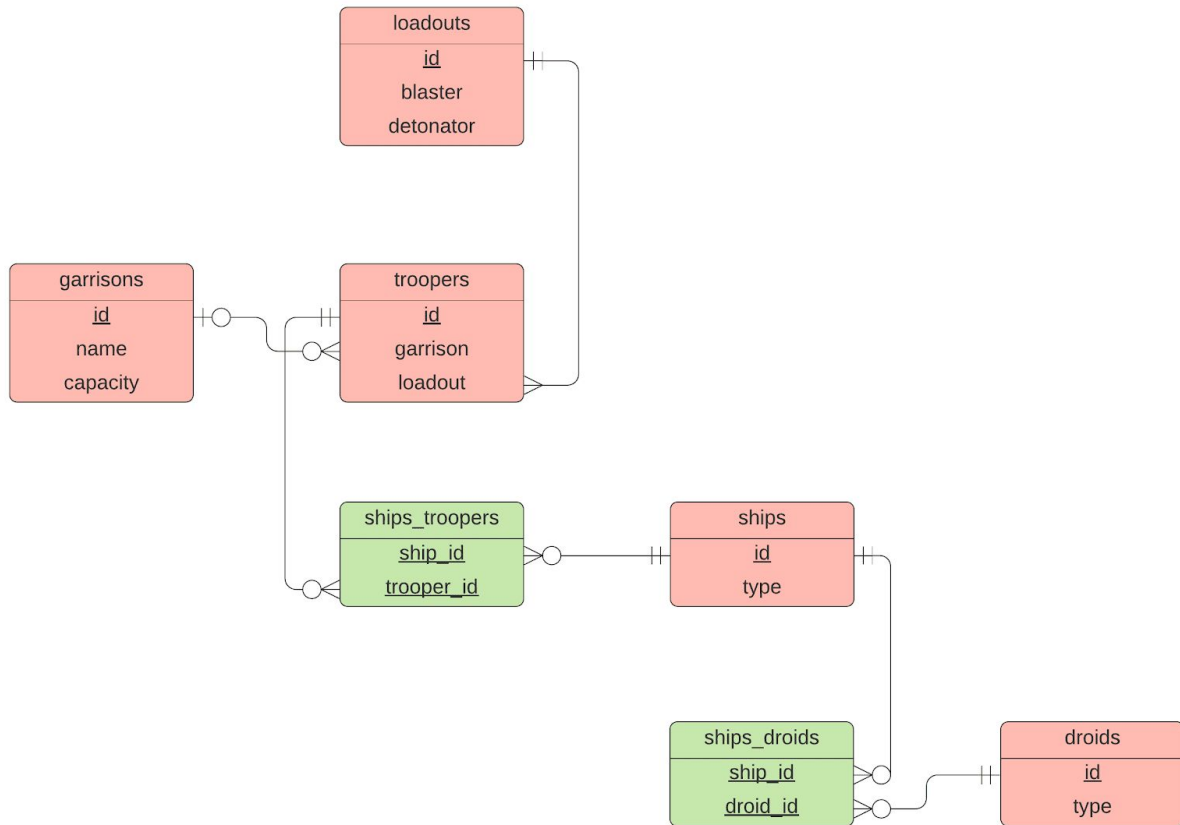 loadouts
id
blaster
detonator
garrisons
id
name
capacity
troopers
id
garrison
loadout
ships_troopers
ship_id
trooper_id
ships
id
type
ships_droids
ship_id
droid_id
droids
id
type